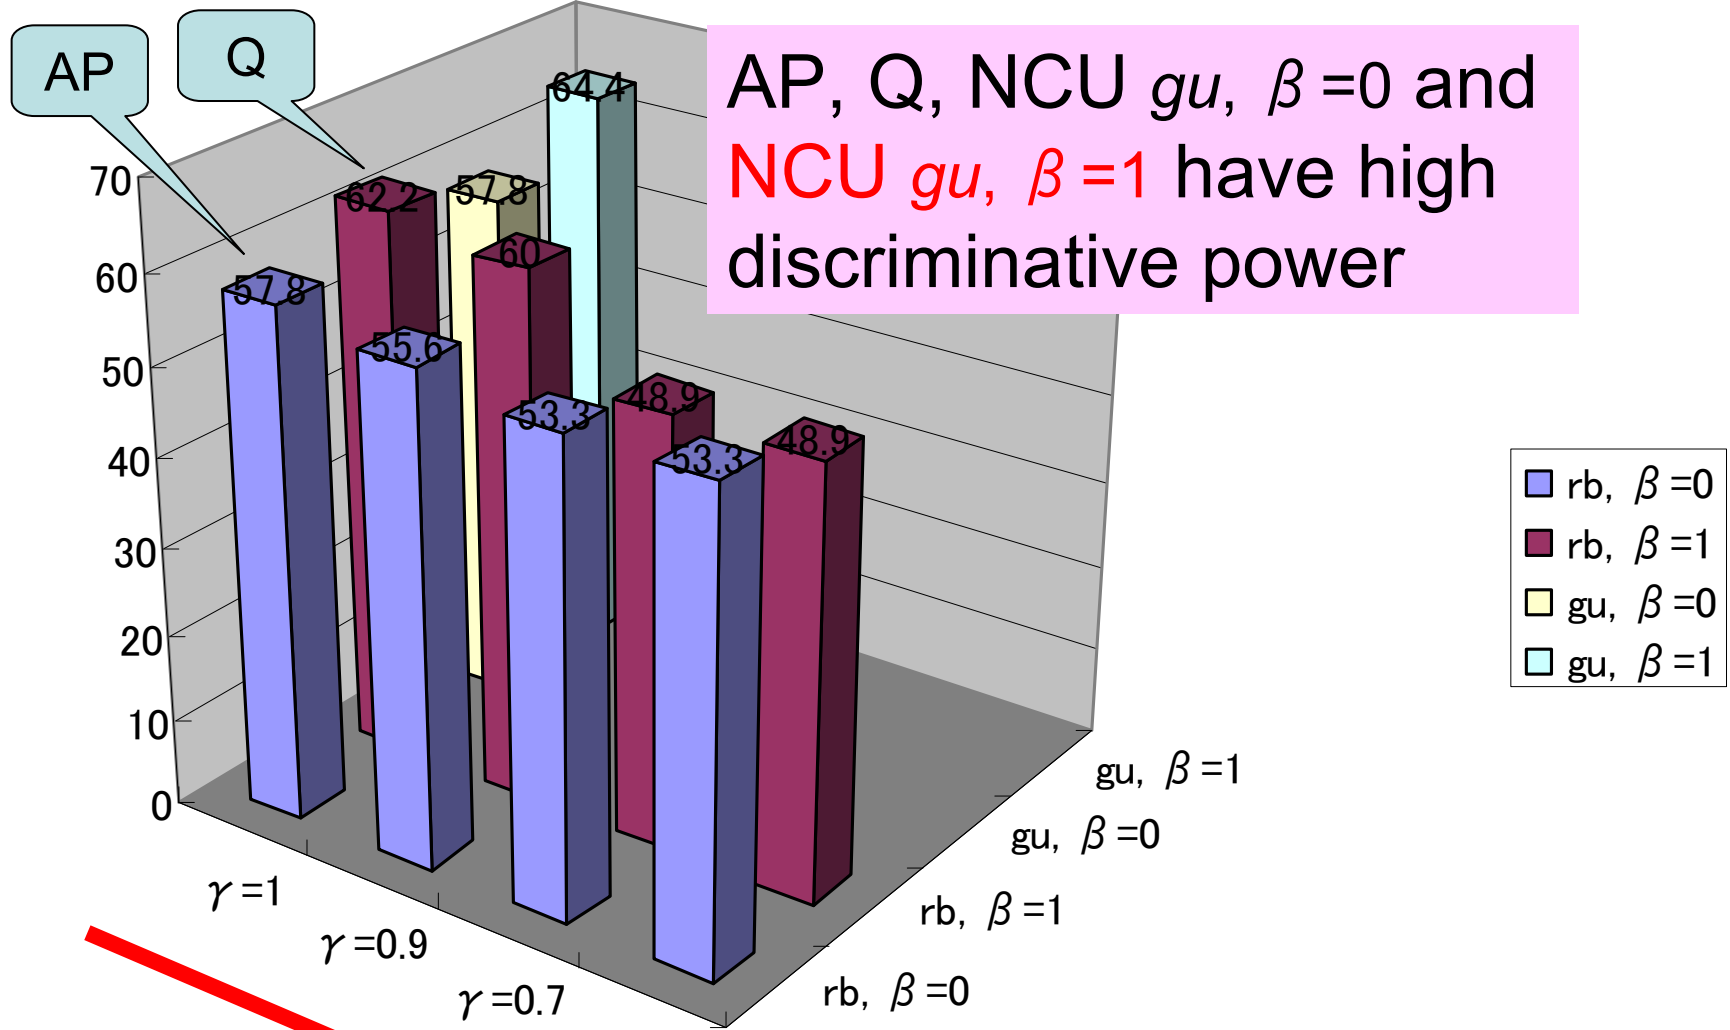 AP
Q
AP, Q, NCU gu, β =0 and
NCU gu, β =1 have high
discriminative power
70
60
50
40
30
20
10
0
57.8
55.6
53.3
53.3
62.2
60
48.9
48.9
57.8
64.4
γ =1
γ =0.9
γ =0.7
rb, β =0
rb, β =1
gu, β =0
gu, β =1
rb, β =0
rb, β =1
gu, β =0
gu, β =1